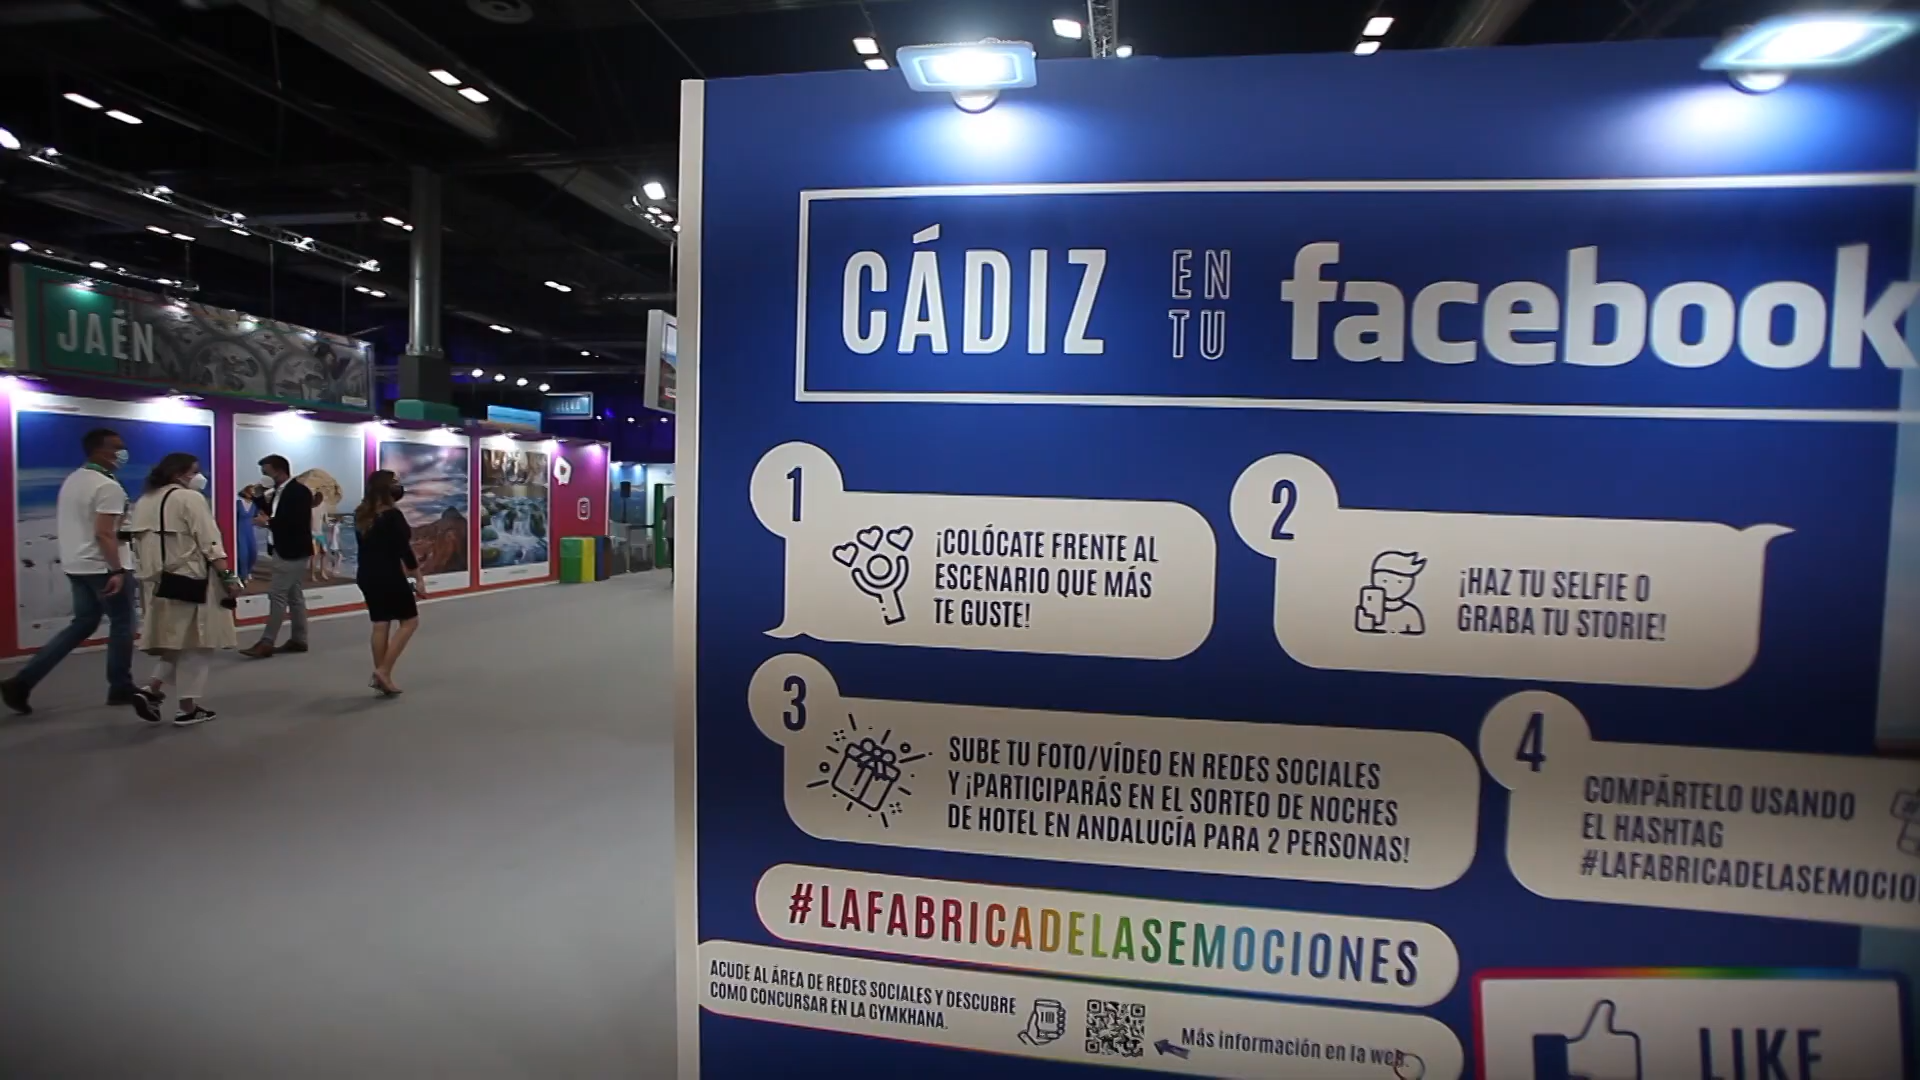 JAÉN
CÁDIZ
EN
TU
facebook
1
¡COLÓCATE FRENTE AL
ESCENARIO QUE MÁS
TE GUSTE!
2
¡HAZ TU SELFIE O
GRABA TU STORIE!
3
SUBE TU FOTO/VÍDEO EN REDES SOCIALES
Y ¡PARTICIPARÁS EN EL SORTEO DE NOCHES
DE HOTEL EN ANDALUCÍA PARA 2 PERSONAS!
4
COMPÁRTELO USANDO
EL HASHTAG
#LAFABRICADELASEMOCIO
#LAFABRICADELASEMOCIONES
ACUDE AL ÁREA DE REDES SOCIALES Y DESCUBRE
COMO CONCURSAR EN LA GYMKHANA.
Más información en la web.
LIKE